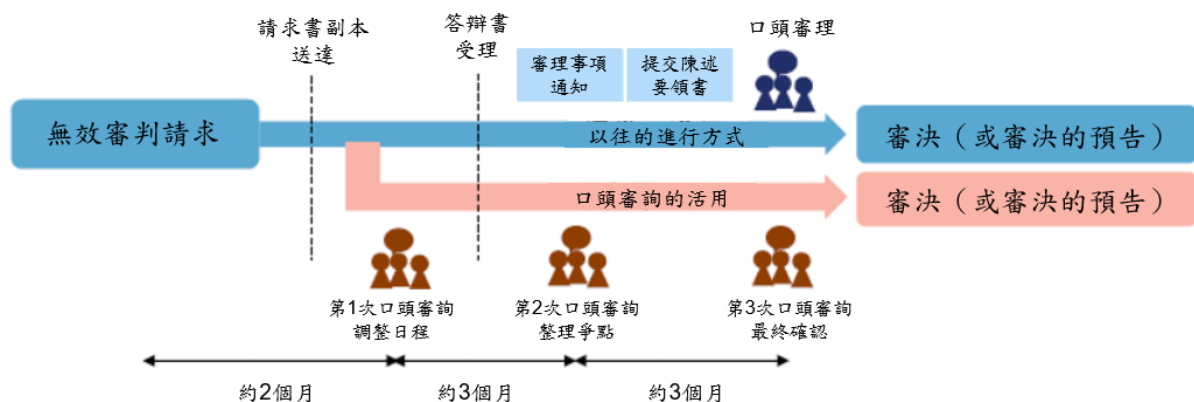 請求書副本
送達
答辯書
受理
審理事項
通知
提交陳述
要領書
口頭審理
無效審判請求
以往的進行方式
審決（或審決的預告）
口頭審詢的活用
審決（或審決的預告）
第1次口頭審詢
調整日程
第2次口頭審詢
整理爭點
第3次口頭審詢
最終確認
約2個月
約3個月
約3個月